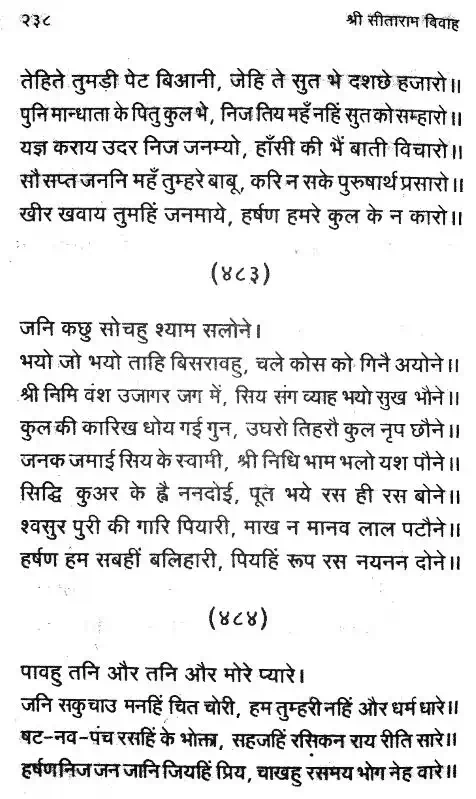 २३८ श्री सीताराम विवाह
तेहिते तुमड़ी पेट बिआनी, जेहि ते सुत भे दशछे हजारो॥
पुनि मान्धाता के पितु कुल भे, निज तिय महँ नहिं सुत को सम्हारो॥
यज्ञ कराय उदर निज जनम्यो, हाँसी की भैं बाती विचारो॥
सौ सप्त जननि महँ तुम्हरे बाबू, करि न सके पुरुषार्थ प्रसारो॥
खीर खवाय तुमहिं जनमाये, हर्षण हमरे कुल के न कारो॥
(४८३)
जनि कछु सोचहु श्याम सलोने।
भयो जो भयो ताहि बिसरावहु, चले कोस को गिनै अयोने॥
श्री निमि वंश उजागर जग में, सिय संग व्याह भयो सुख भौने॥
कुल की कारिख धोय गई गुन, उघरो तिहरौ कुल नृप छौने॥
जनक जमाई सिय के स्वामी, श्री निधि भाम भलो यश पौने॥
सिद्धि कुअर के ह्वै ननदोई, पूत भये रस ही रस बोने॥
श्वसुर पुरी की गारि पियारी, माख न मानव लाल पटौने॥
हर्षण हम सबहीं बलिहारी, पियहिं रूप रस नयनन दोने॥
(४८४)
पावहु तनि और तनि और मोरे प्यारे।
जनि सकुचाउ मनहिं चित चोरी, हम तुम्हरी नहिं और धर्म धारे॥
षट-नव-पंच रसहिं के भोक्ता, सहजहिं रसिकन राय रीति सारे॥
हर्षण निज जन जानि जियहिं प्रिय, चाखहु रसमय भोग नेह वारे॥